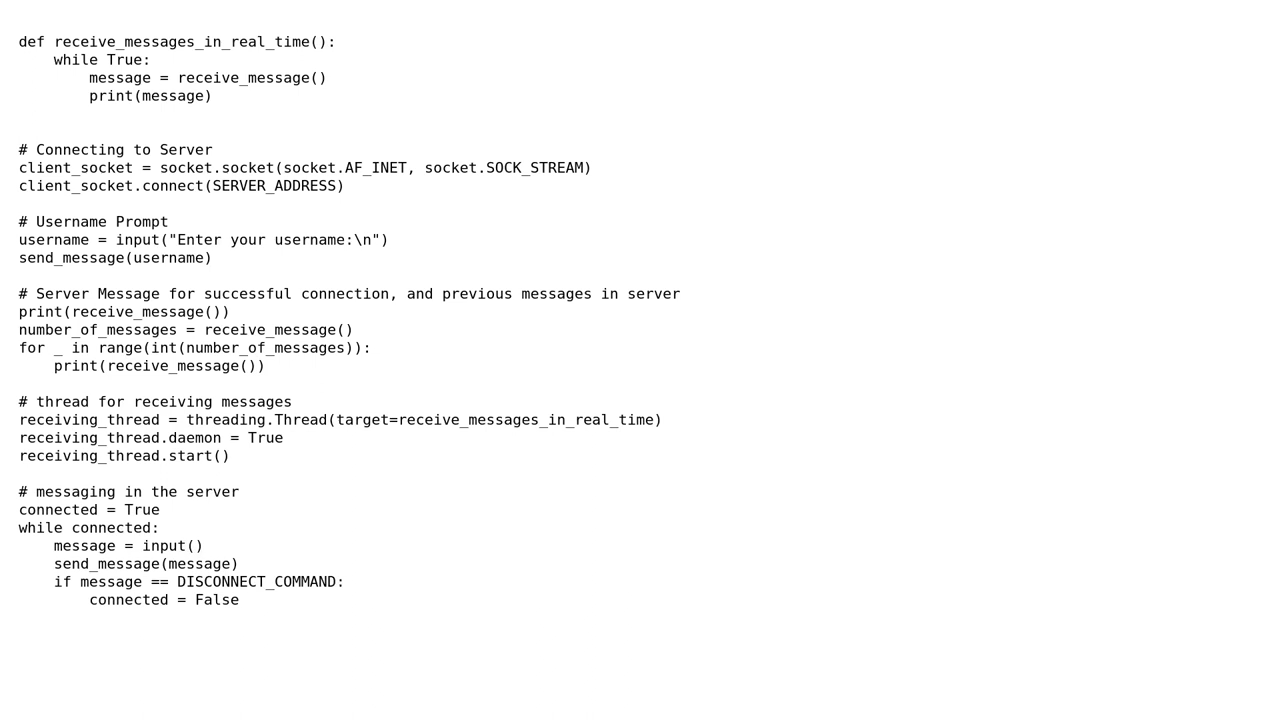 def receive_messages_in_real_time():
    while True:
        message = receive_message()
        print(message)


# Connecting to Server
client_socket = socket.socket(socket.AF_INET, socket.SOCK_STREAM)
client_socket.connect(SERVER_ADDRESS)

# Username Prompt
username = input("Enter your username:\n")
send_message(username)

# Server Message for successful connection, and previous messages in server
print(receive_message())
number_of_messages = receive_message()
for _ in range(int(number_of_messages)):
    print(receive_message())

# thread for receiving messages
receiving_thread = threading.Thread(target=receive_messages_in_real_time)
receiving_thread.daemon = True
receiving_thread.start()

# messaging in the server
connected = True
while connected:
    message = input()
    send_message(message)
    if message == DISCONNECT_COMMAND:
        connected = False